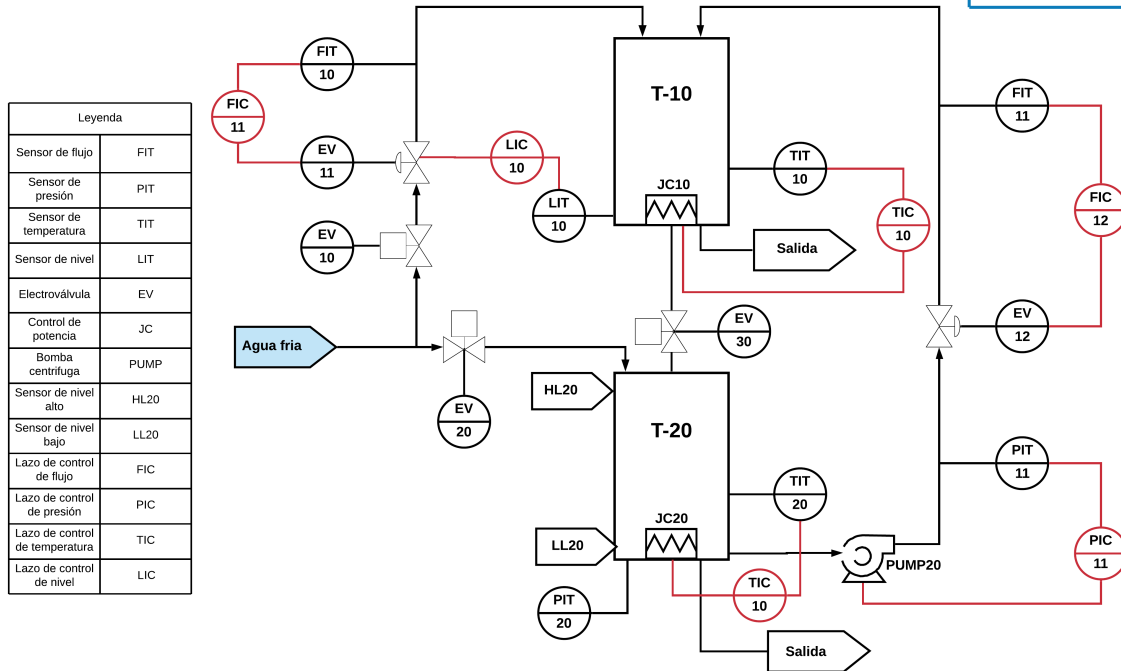 Leyenda
Sensor de flujo FIT
Sensor de
presión PIT
Sensor de
temperatura TIT
Sensor de nivel LIT
Electroválvula EV
Control de
potencia JC
Bomba
centrifuga PUMP
Sensor de nivel
alto HL20
Sensor de nivel
bajo LL20
Lazo de control
de flujo FIC
Lazo de control
de presión PIC
Lazo de control
de temperatura TIC
Lazo de control
de nivel LIC
FIT
10
FIC
11
EV
11
LIC
10
LIT
10
EV
10
T-10
JC10
TIT
10
TIC
10
Salida
FIT
11
FIC
12
EV
12
Agua fria
EV
20
EV
30
HL20
T-20
LL20
JC20
TIT
20
TIC
10
PIT
20
PUMP20
PIT
11
PIC
11
Salida